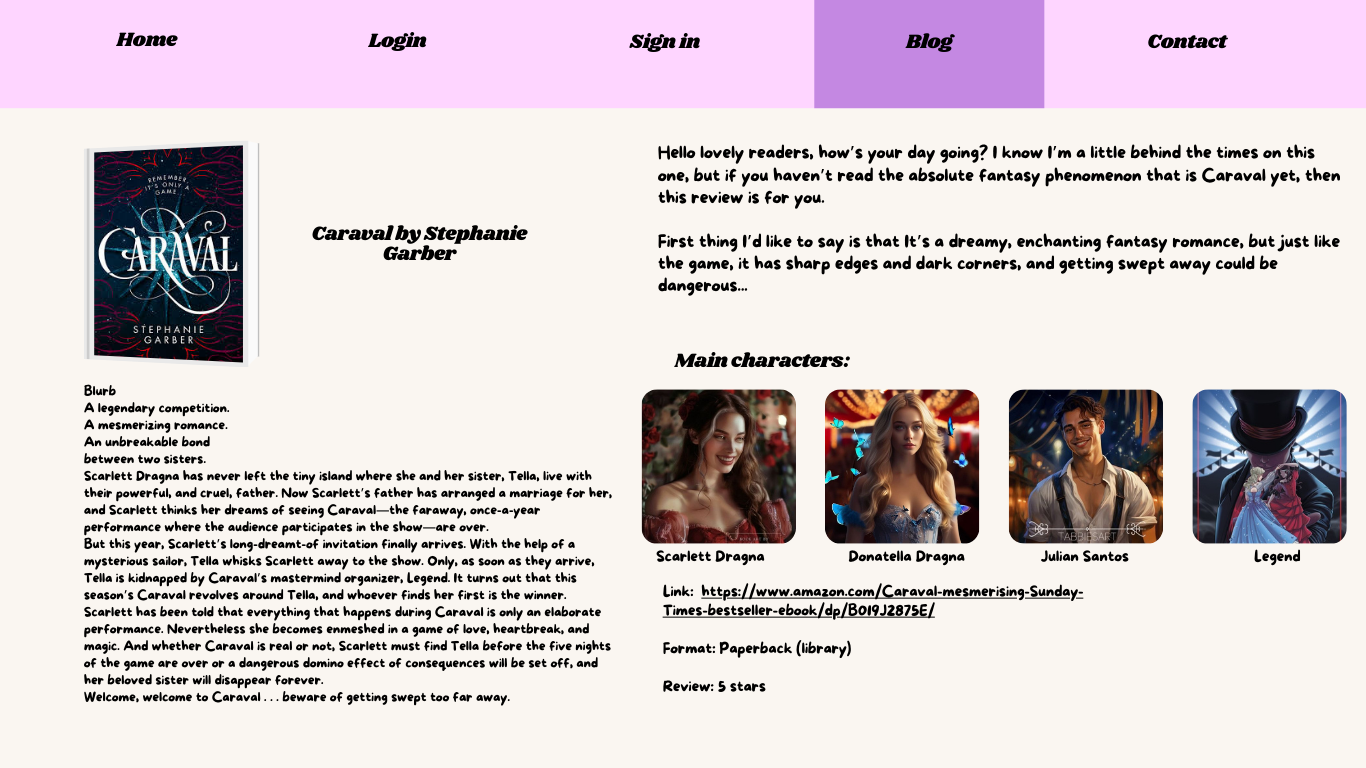 Home
Login
Sign in
Blog
Contact
REMEMBER,
IT'S ONLY A
GAME
CARAVAL
STEPHANIE
GARBER
Caraval by Stephanie
Garber
Blurb
A legendary competition.
A mesmerizing romance.
An unbreakable bond
between two sisters.
Scarlett Dragna has never left the tiny island where she and her sister, Tella, live with
their powerful, and cruel, father. Now Scarlett's father has arranged a marriage for her,
and Scarlett thinks her dreams of seeing Caraval—the faraway, once-a-year
performance where the audience participates in the show—are over.
But this year, Scarlett's long-dreamt-of invitation finally arrives. With the help of a
mysterious sailor, Tella whisks Scarlett away to the show. Only, as soon as they arrive,
Tella is kidnapped by Caraval's mastermind organizer, Legend. It turns out that this
season's Caraval revolves around Tella, and whoever finds her first is the winner.
Scarlett has been told that everything that happens during Caraval is only an elaborate
performance. Nevertheless she becomes enmeshed in a game of love, heartbreak, and
magic. And whether Caraval is real or not, Scarlett must find Tella before the five nights
of the game are over or a dangerous domino effect of consequences will be set off, and
her beloved sister will disappear forever.
Welcome, welcome to Caraval . . . beware of getting swept too far away.
Hello lovely readers, how's your day going? I know I'm a little behind the times on this
one, but if you haven't read the absolute fantasy phenomenon that is Caraval yet, then
this review is for you.
First thing I'd like to say is that It's a dreamy, enchanting fantasy romance, but just like
the game, it has sharp edges and dark corners, and getting swept away could be
dangerous...
Main characters:
TABBIESART
Scarlett Dragna
Donatella Dragna
Julian Santos
Legend
Link: https://www.amazon.com/Caraval-mesmerising-Sunday-
Times-bestseller-ebook/dp/B019J2875E/
Format: Paperback (library)
Review: 5 stars